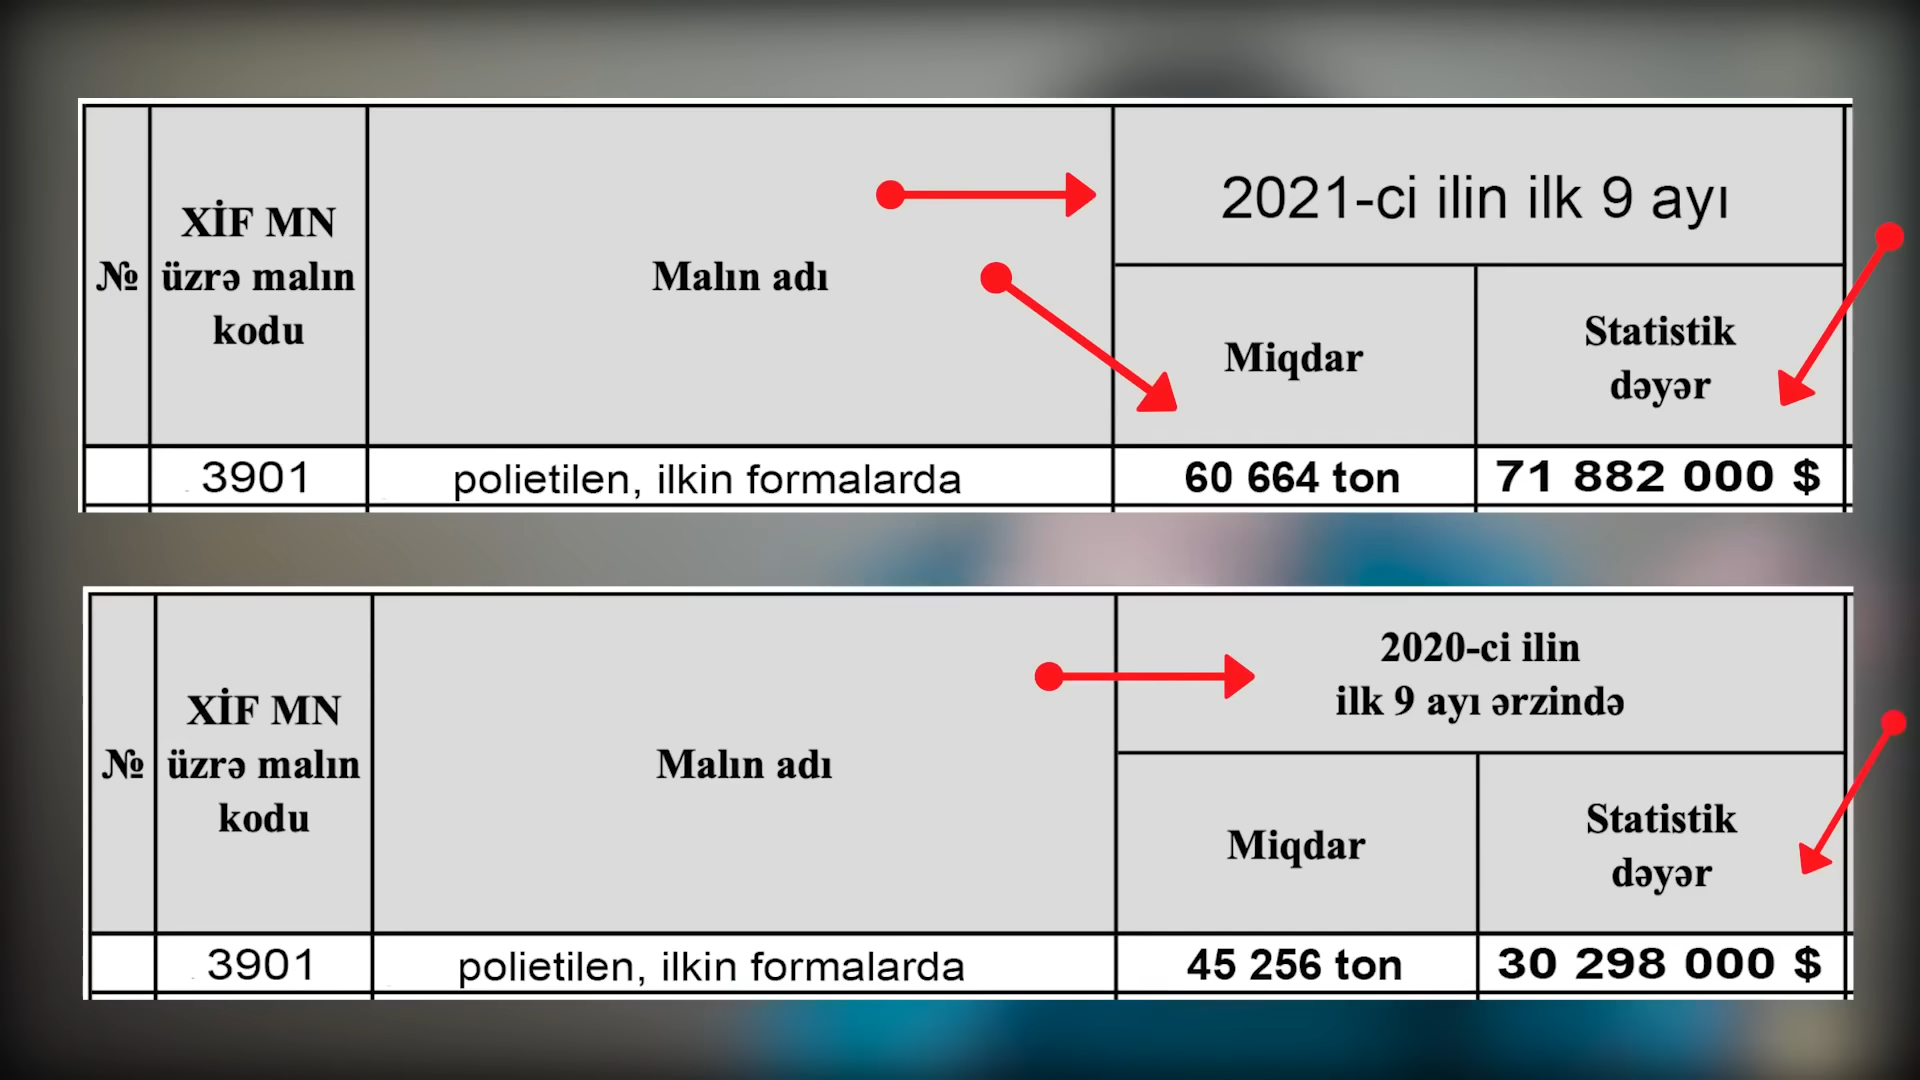 №
XİF MN
üzrə malın
kodu
Malın adı
2021-ci ilin ilk 9 ayı
Miqdar
Statistik
dəyər
3901
polietilen, ilkin formalarda
60 664 ton
71 882 000 $
№
XİF MN
üzrə malın
kodu
Malın adı
2020-ci ilin
ilk 9 ayı ərzində
Miqdar
Statistik
dəyər
3901
polietilen, ilkin formalarda
45 256 ton
30 298 000 $